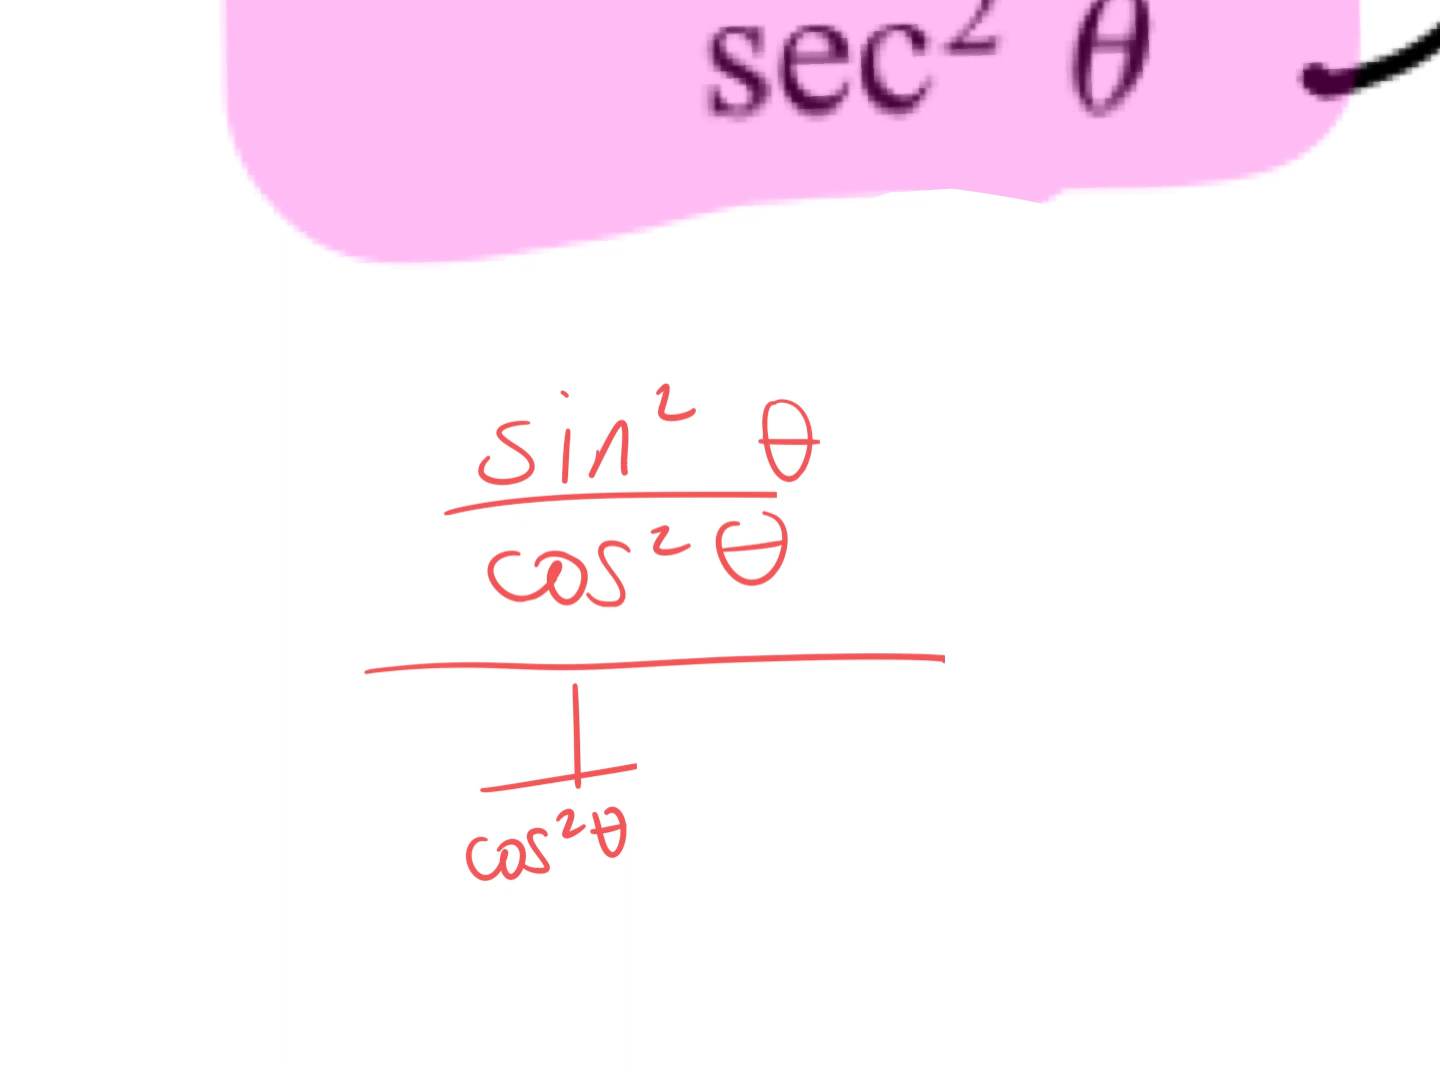 sec² θ
sin² θ
cos² θ
1
cos² θ